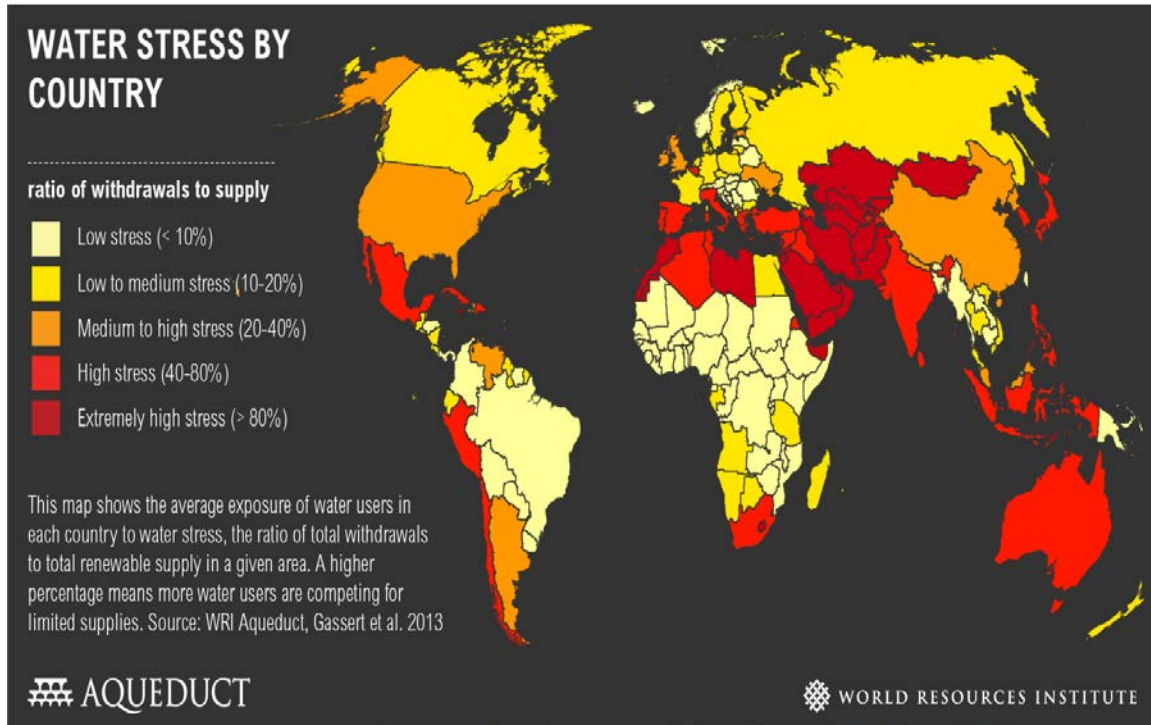 WATER STRESS BY
COUNTRY
ratio of withdrawals to supply
Low stress (< 10%)
Low to medium stress (10-20%)
Medium to high stress (20-40%)
High stress (40-80%)
Extremely high stress (> 80%)
This map shows the average exposure of water users in
each country to water stress, the ratio of total withdrawals
to total renewable supply in a given area. A higher
percentage means more water users are competing for
limited supplies. Source: WRI Aqueduct, Gassert et al. 2013
AQUEDUCT
WORLD RESOURCES INSTITUTE